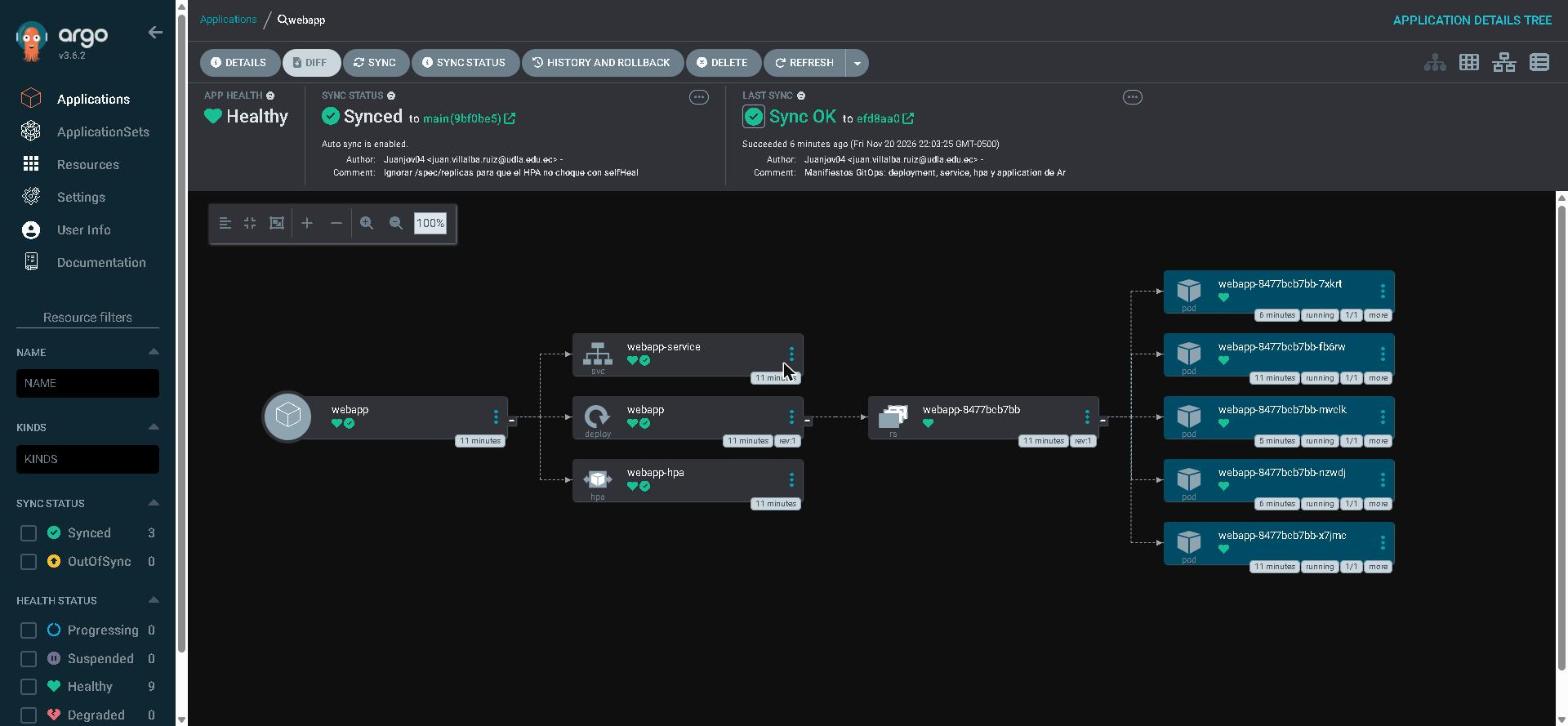 argo
v3.6.2
Applications
ApplicationSets
Resources
Settings
User Info
Documentation
Resource filters
NAME
NAME
KINDS
KINDS
SYNC STATUS
Synced 3
OutOfSync 0
HEALTH STATUS
Progressing 0
Suspended 0
Healthy 9
Degraded 0
Applications / webapp
APPLICATION DETAILS TREE
DETAILS DIFF SYNC SYNC STATUS HISTORY AND ROLLBACK DELETE REFRESH
APP HEALTH
Healthy
SYNC STATUS
Synced to main (9bf0be5)
Auto sync is enabled.
Author: Juanjov04 <juan.villalba.ruiz@udla.edu.ec> -
Comment: Ignorar /spec/replicas para que el HPA no choque con selfHeal
LAST SYNC
Sync OK to efd8aa0
Succeeded 6 minutes ago (Fri Nov 20 2026 22:03:25 GMT-0500)
Author: Juanjov04 <juan.villalba.ruiz@udla.edu.ec> -
Comment: Manifiestos GitOps: deployment, service, hpa y application de Ar
100%
webapp
11 minutes
webapp-service
svc
11 minutes
webapp
deploy
11 minutes rev:1
webapp-hpa
hpa
11 minutes
webapp-8477bcb7bb
rs
11 minutes rev:1
webapp-8477bcb7bb-7xkrt
pod
6 minutes running 1/1 more
webapp-8477bcb7bb-fb6rw
pod
11 minutes running 1/1 more
webapp-8477bcb7bb-mvclk
pod
5 minutes running 1/1 more
webapp-8477bcb7bb-nzwdj
pod
6 minutes running 1/1 more
webapp-8477bcb7bb-x7jmc
pod
11 minutes running 1/1 more